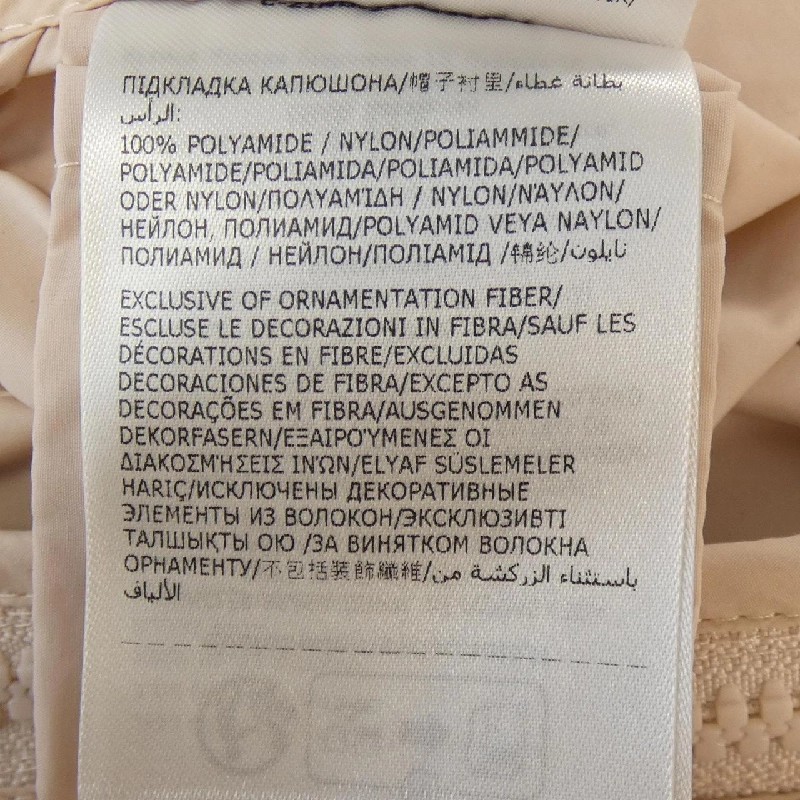 ПІДКЛАДКА КАПЮШОНА/帽子衬里/بطانة غطاء
الرأس:
100% POLYAMIDE / NYLON/POLIAMMIDE/
POLYAMIDE/POLIAMIDA/POLIAMIDA/POLYAMID
ODER NYLON/ΠΟΛΥΑΜΊΔΗ / NYLON/ΝΆΥΛΟΝ/
НЕЙЛОН, ПОЛИАМИД/POLYAMID VEYA NAYLON/
ПОЛИАМИД / НЕЙЛОН/ПОЛІАМІД /锦纶/نايلون
EXCLUSIVE OF ORNAMENTATION FIBER/
ESCLUSE LE DECORAZIONI IN FIBRA/SAUF LES
DÉCORATIONS EN FIBRE/EXCLUIDAS
DECORACIONES DE FIBRA/EXCEPTO AS
DECORAÇÕES EM FIBRA/AUSGENOMMEN
DEKORFASERN/ΕΞΑΙΡΟΎΜΕΝΕΣ ΟΙ
ΔΙΑΚΟΣΜΉΣΕΙΣ ΙΝΏΝ/ELYAF SÜSLEMELER
HARIÇ/ИСКЛЮЧЕНЫ ДЕКОРАТИВНЫЕ
ЭЛЕМЕНТЫ ИЗ ВОЛОКОН/ЭКСКЛЮЗИВТІ
ТАЛШЫҚТЫ ОЮ /ЗА ВИНЯТКОМ ВОЛОКНА
ОРНАМЕНТУ/不包括装飾纖維/باستثناء الزركشة من
الألياف